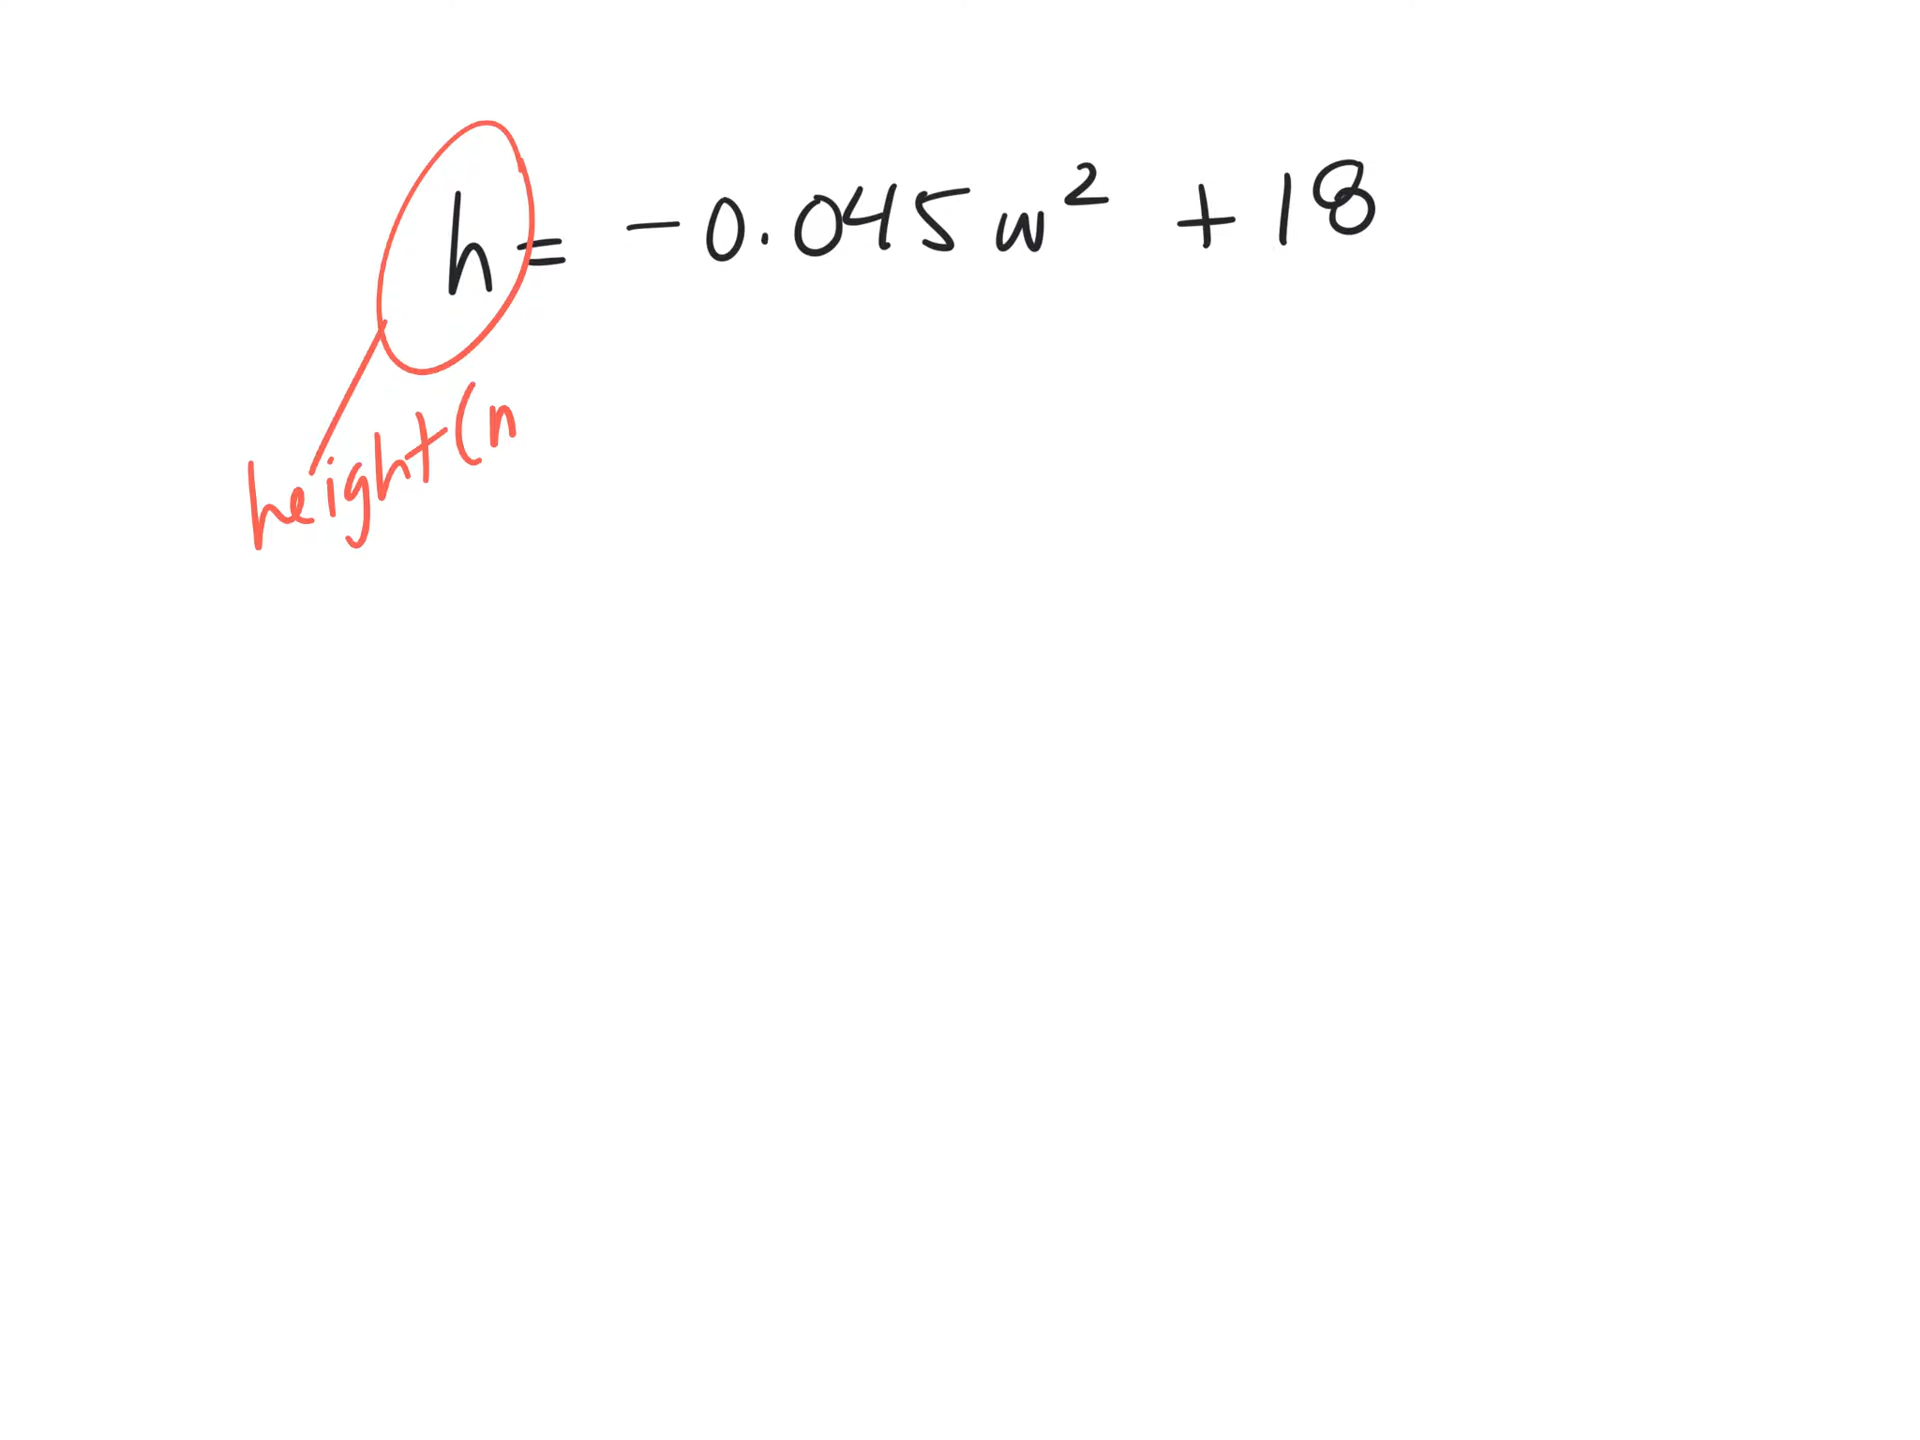 h = -0.045w² + 18
height (n